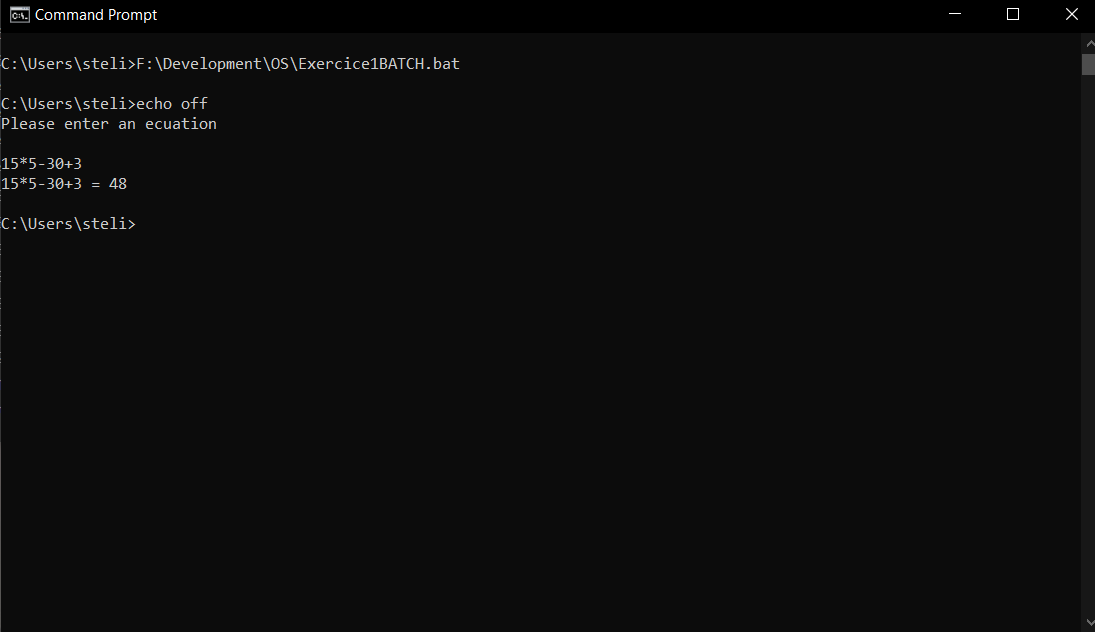 Command Prompt
C:\Users\steli>F:\Development\OS\Exercice1BATCH.bat
C:\Users\steli>echo off
Please enter an ecuation
15*5-30+3
15*5-30+3 = 48
C:\Users\steli>